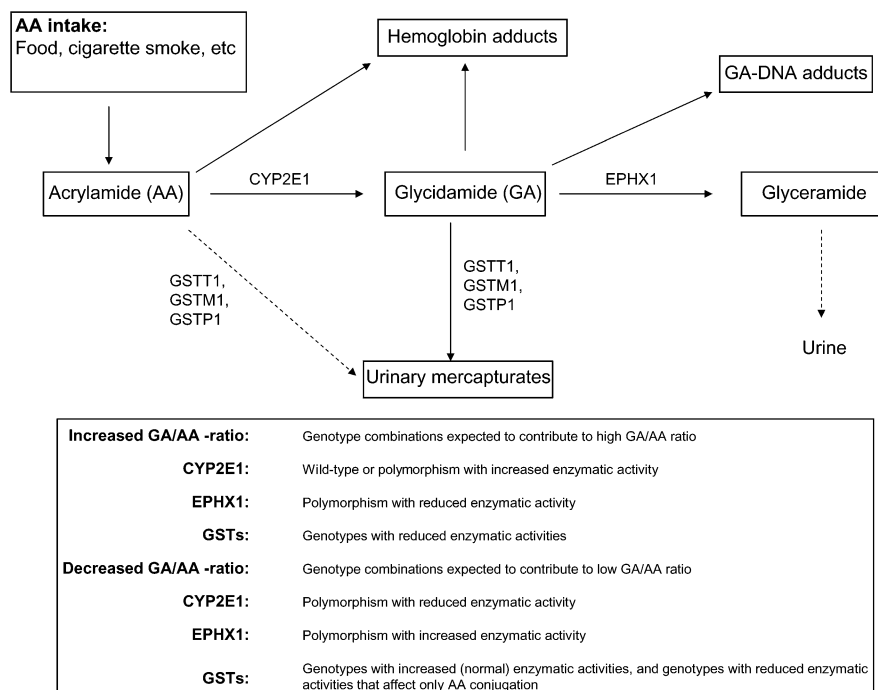 AA intake:
Food, cigarette smoke, etc
Hemoglobin adducts
GA-DNA adducts
Acrylamide (AA)
CYP2E1
Glycidamide (GA)
EPHX1
Glyceramide
GSTT1,
GSTM1,
GSTP1
GSTT1,
GSTM1,
GSTP1
Urine
Urinary mercapturates
Increased GA/AA -ratio: Genotype combinations expected to contribute to high GA/AA ratio
CYP2E1: Wild-type or polymorphism with increased enzymatic activity
EPHX1: Polymorphism with reduced enzymatic activity
GSTs: Genotypes with reduced enzymatic activities
Decreased GA/AA -ratio: Genotype combinations expected to contribute to low GA/AA ratio
CYP2E1: Polymorphism with reduced enzymatic activity
EPHX1: Polymorphism with increased enzymatic activity
GSTs: Genotypes with increased (normal) enzymatic activities, and genotypes with reduced enzymatic
activities that affect only AA conjugation